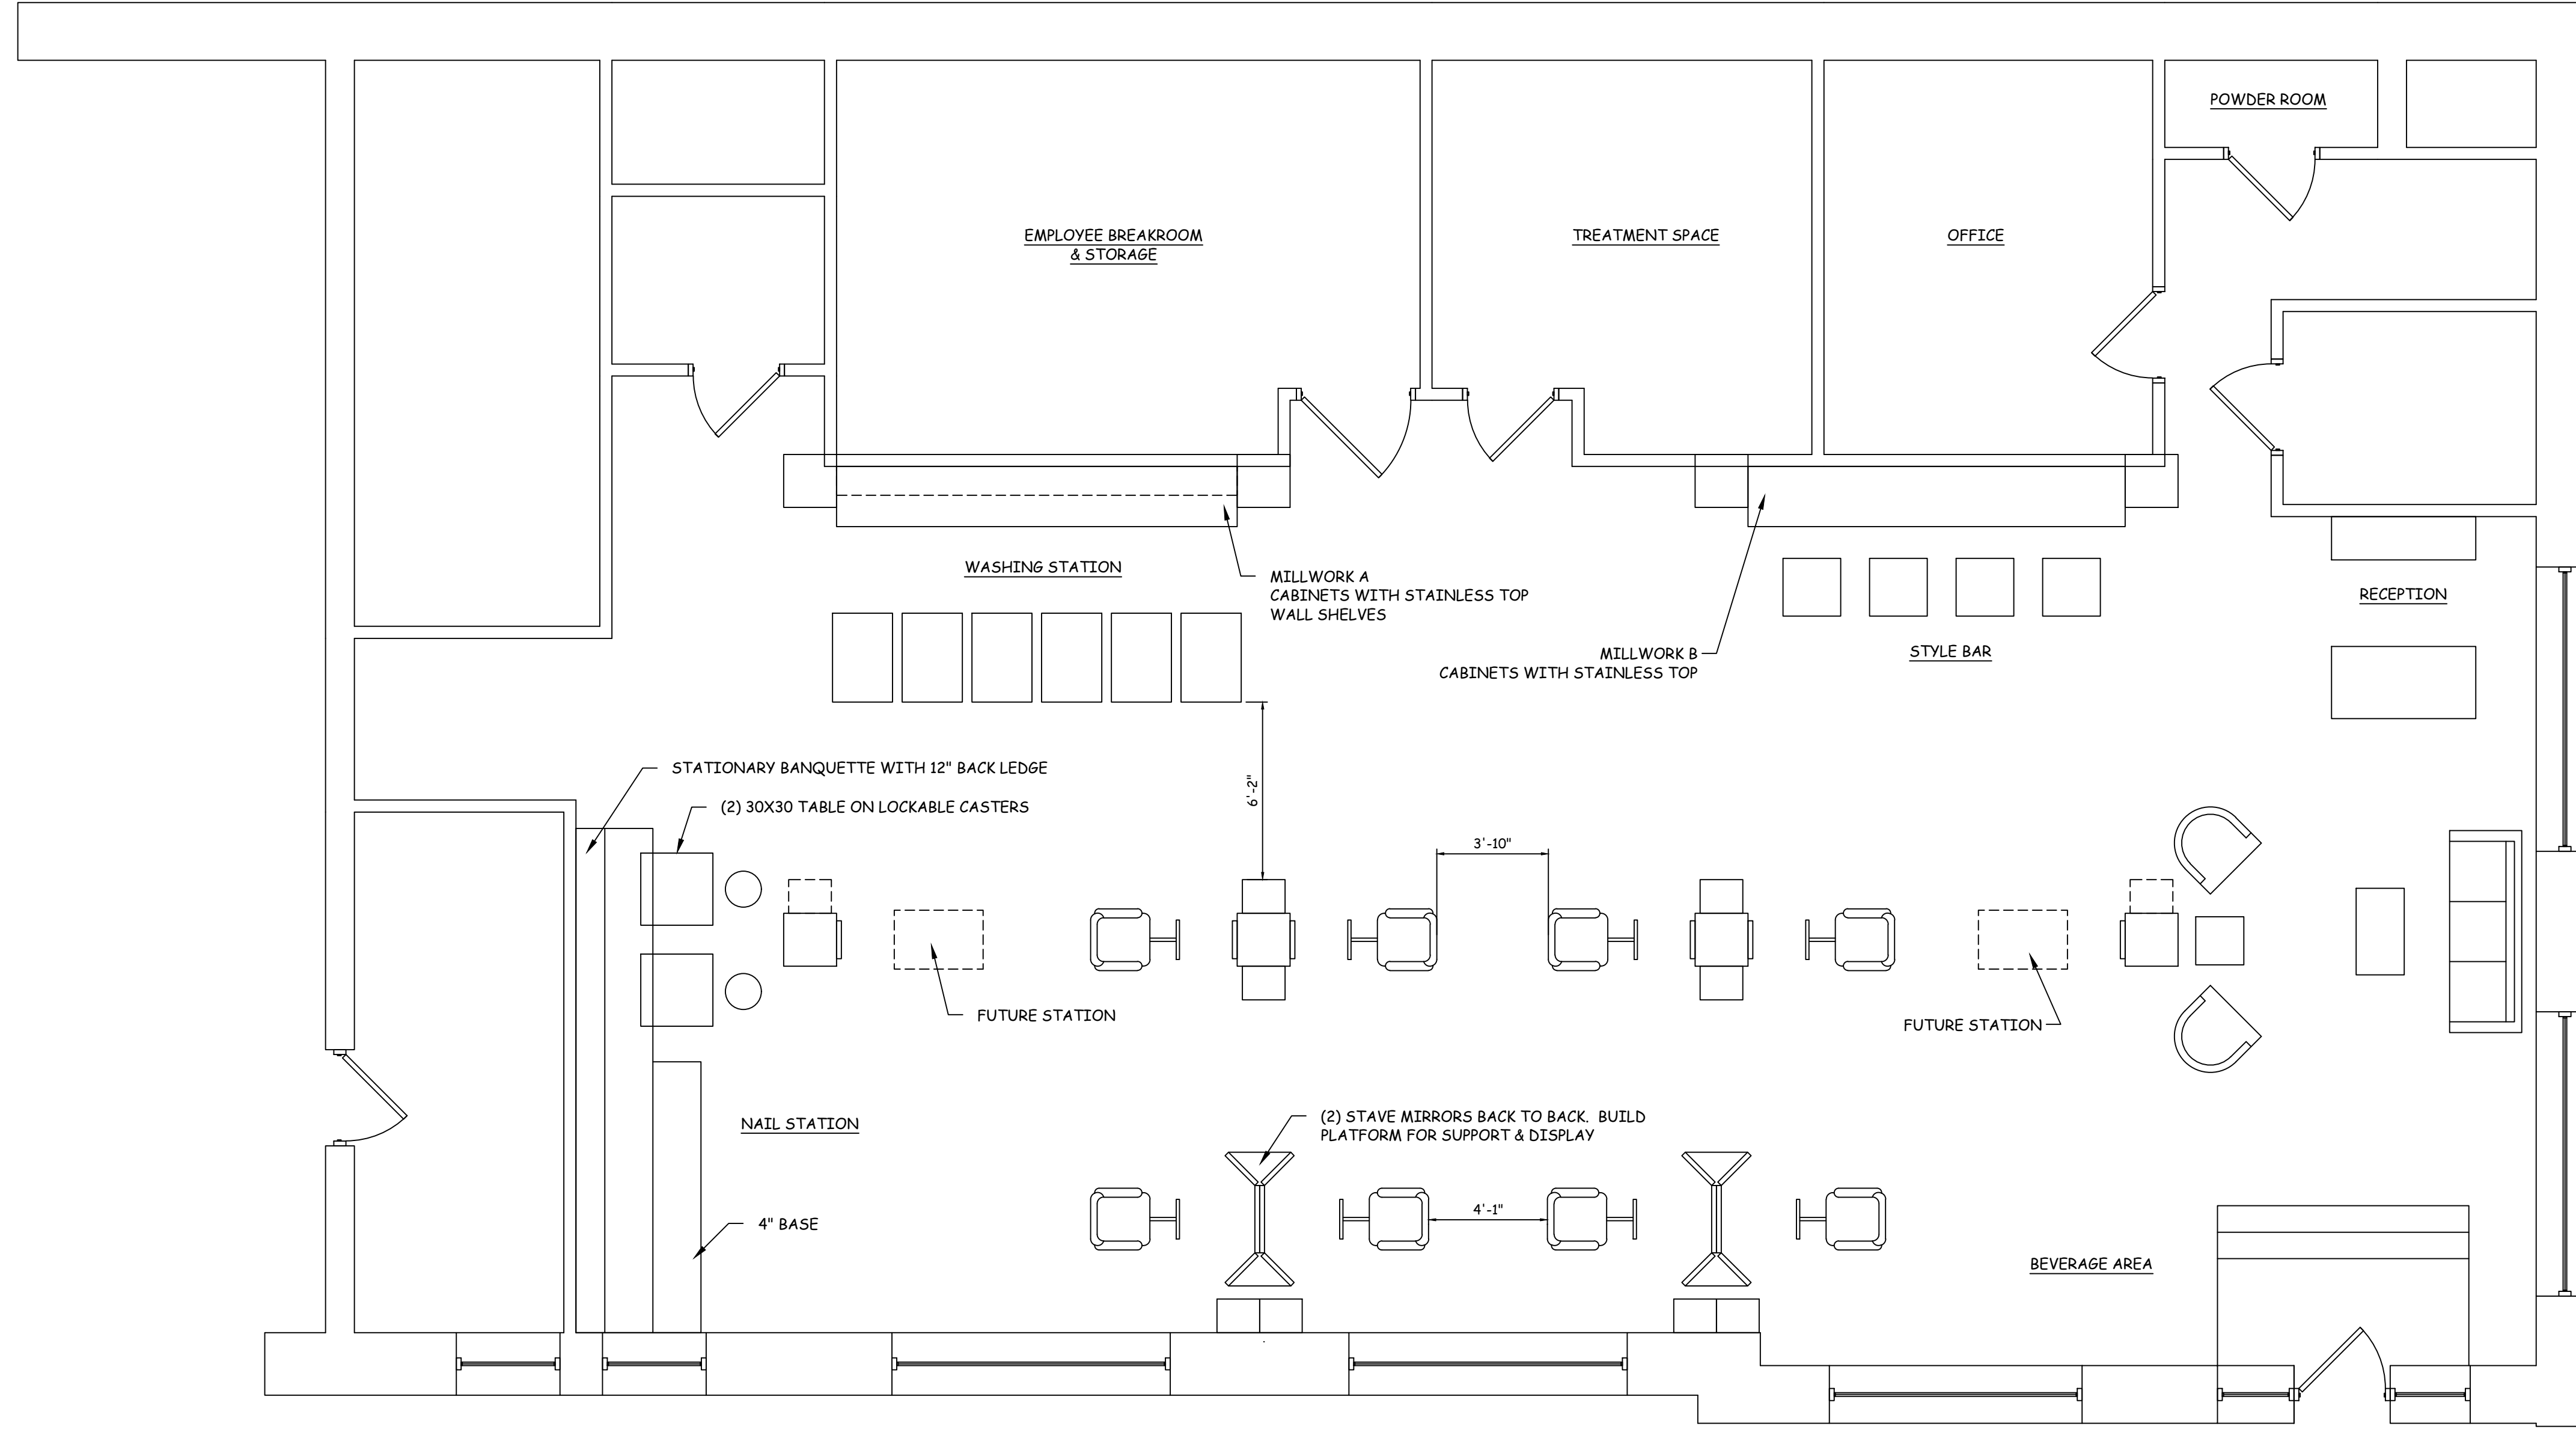 POWDER ROOM
EMPLOYEE BREAKROOM
& STORAGE
TREATMENT SPACE
OFFICE
WASHING STATION
MILLWORK A
CABINETS WITH STAINLESS TOP
WALL SHELVES
MILLWORK B
CABINETS WITH STAINLESS TOP
STYLE BAR
RECEPTION
STATIONARY BANQUETTE WITH 12" BACK LEDGE
(2) 30X30 TABLE ON LOCKABLE CASTERS
6'-2"
3'-10"
FUTURE STATION
FUTURE STATION
NAIL STATION
(2) STAVE MIRRORS BACK TO BACK. BUILD
PLATFORM FOR SUPPORT & DISPLAY
4" BASE
4'-1"
BEVERAGE AREA